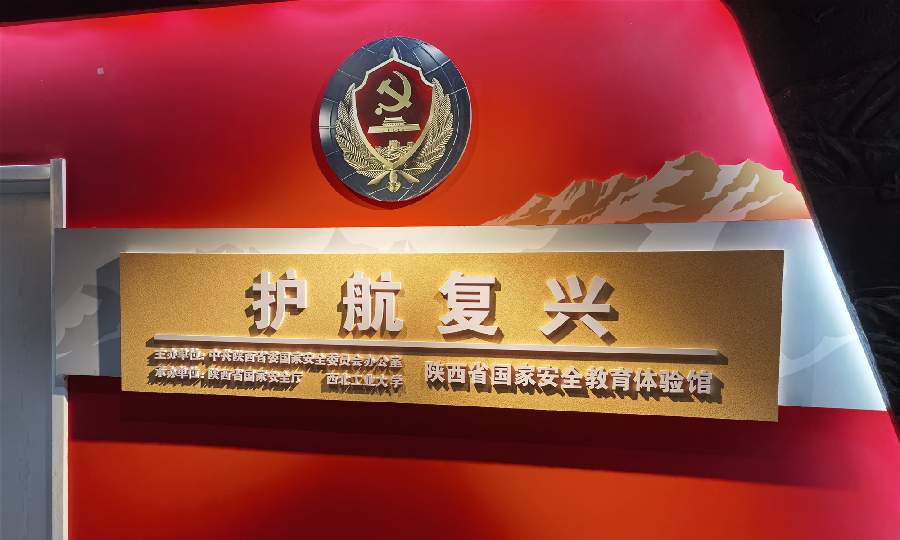 护航复兴
主办单位：中共陕西省委国家安全委员会办公室
承办单位：陕西省国家安全厅 西北工业大学
陕西省国家安全教育体验馆